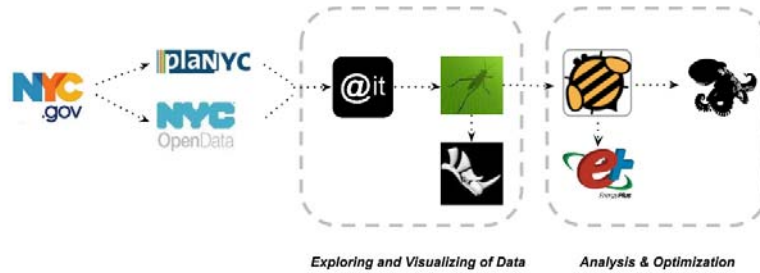 NYC
.gov
plaNYC
NYC
OpenData
@it
e+
EnergyPlus
Exploring and Visualizing of Data
Analysis & Optimization